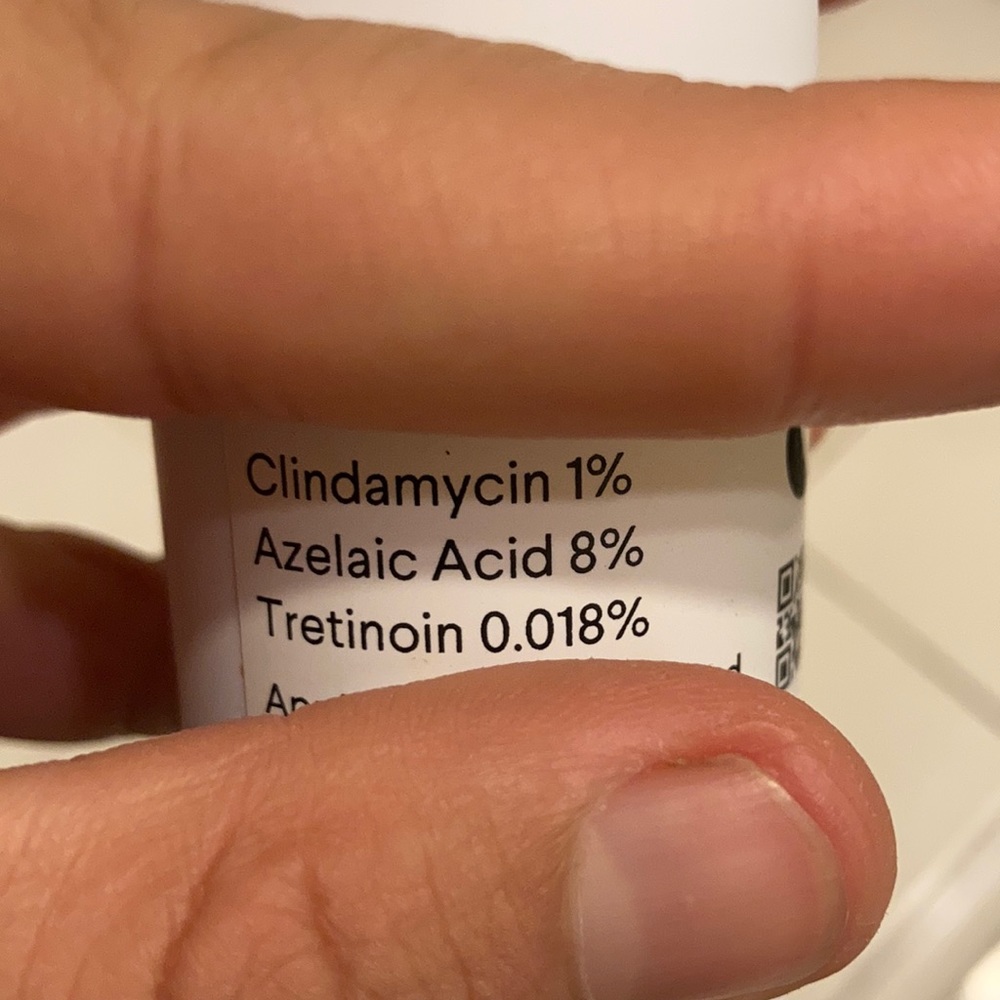 Clindamycin 1%
Azelaic Acid 8%
Tretinoin 0.018%